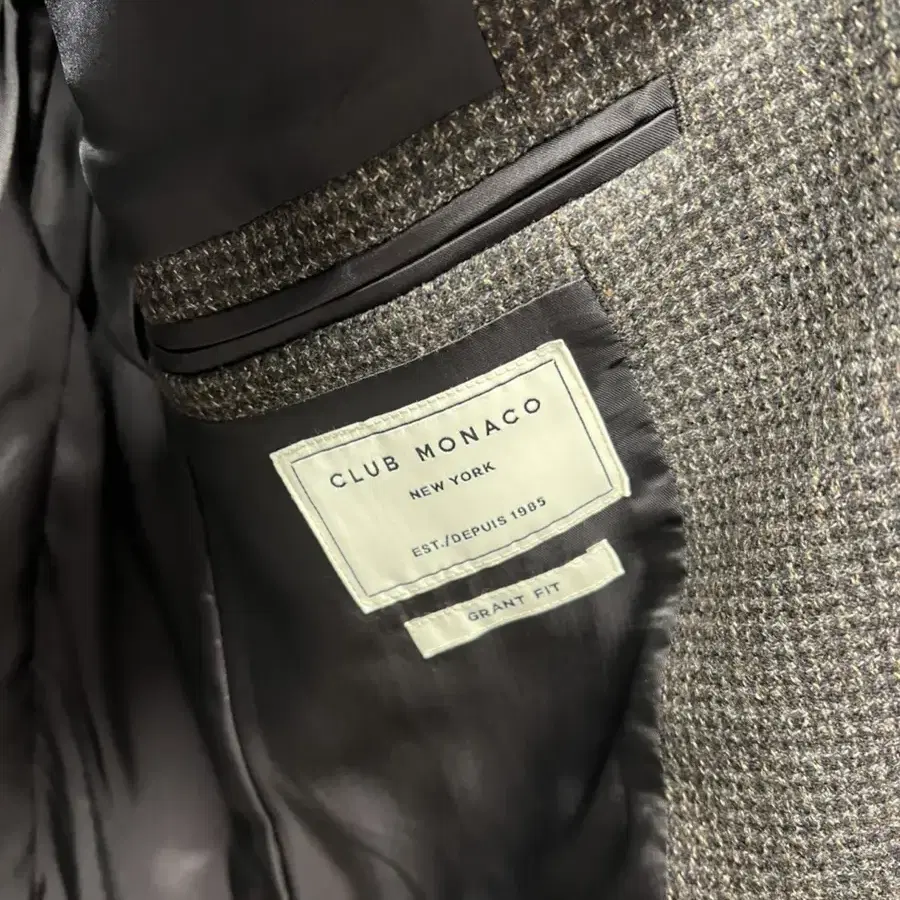 CLUB MONACO
NEW YORK
EST./DEPUIS 1985
GRANT FIT